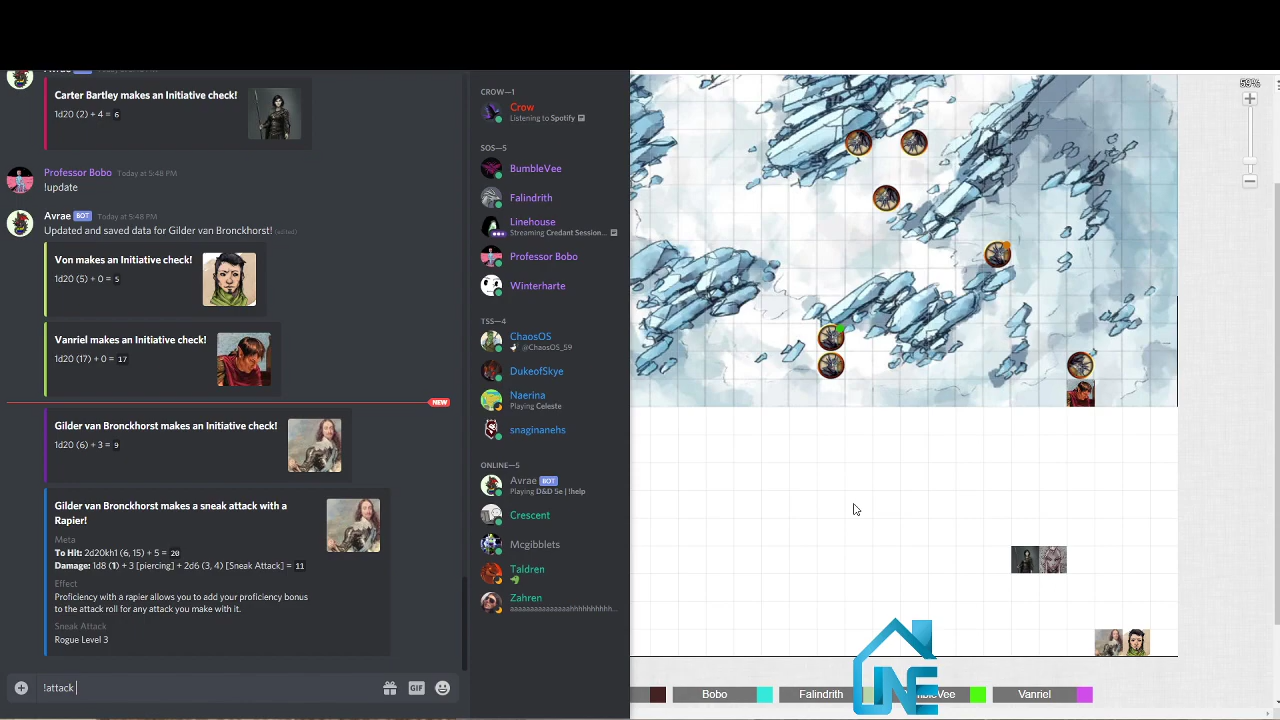 Carter Bartley makes an Initiative check!
1d20 (2) + 4 = 6
Professor Bobo Today at 5:48 PM
!update
Avrae BOT Today at 5:48 PM
Updated and saved data for Gilder van Bronckhorst! (edited)
Von makes an Initiative check!
1d20 (5) + 0 = 5
Vanriel makes an Initiative check!
1d20 (17) + 0 = 17
NEW
Gilder van Bronckhorst makes an Initiative check!
1d20 (6) + 3 = 9
Gilder van Bronckhorst makes a sneak attack with a
Rapier!
Meta
To Hit: 2d20kh1 (6, 15) + 5 = 20
Damage: 1d8 (1) + 3 [piercing] + 2d6 (3, 4) [Sneak Attack] = 11
Effect
Proficiency with a rapier allows you to add your proficiency bonus
to the attack roll for any attack you make with it.
Sneak Attack
Rogue Level 3
!attack
GIF
CROW—1
Crow
Listening to Spotify
SOS—5
BumbleVee
Falindrith
Linehouse
Streaming Credant Session...
Professor Bobo
Winterharte
TSS—4
ChaosOS
@ChaosOS_59
DukeofSkye
Naerina
Playing Celeste
snaginanehs
ONLINE—5
Avrae BOT
Playing D&D 5e | !help
Crescent
Mcgibblets
Taldren
Zahren
aaaaaaaaaaaaaahhhhhhhhhh...
59%
Bobo
Falindrith
Vee
Vanriel
LNE